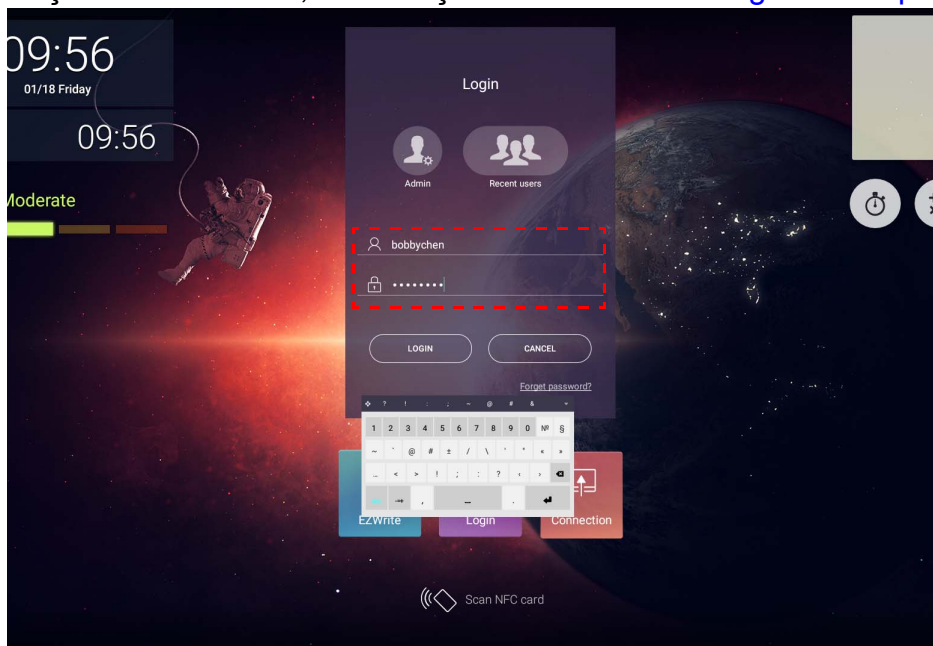 09:56
01/18 Friday
09:56
Moderate
Login
Admin
Recent users
bobbychen
LOGIN
CANCEL
Forget password?
? ! : ; ~ @ # &
1 2 3 4 5 6 7 8 9 0 № §
~ ` @ # ± / \ ' " « »
_ < > ! ; : ? ‹ ›
, .
EZWrite
Login
Connection
Scan NFC card